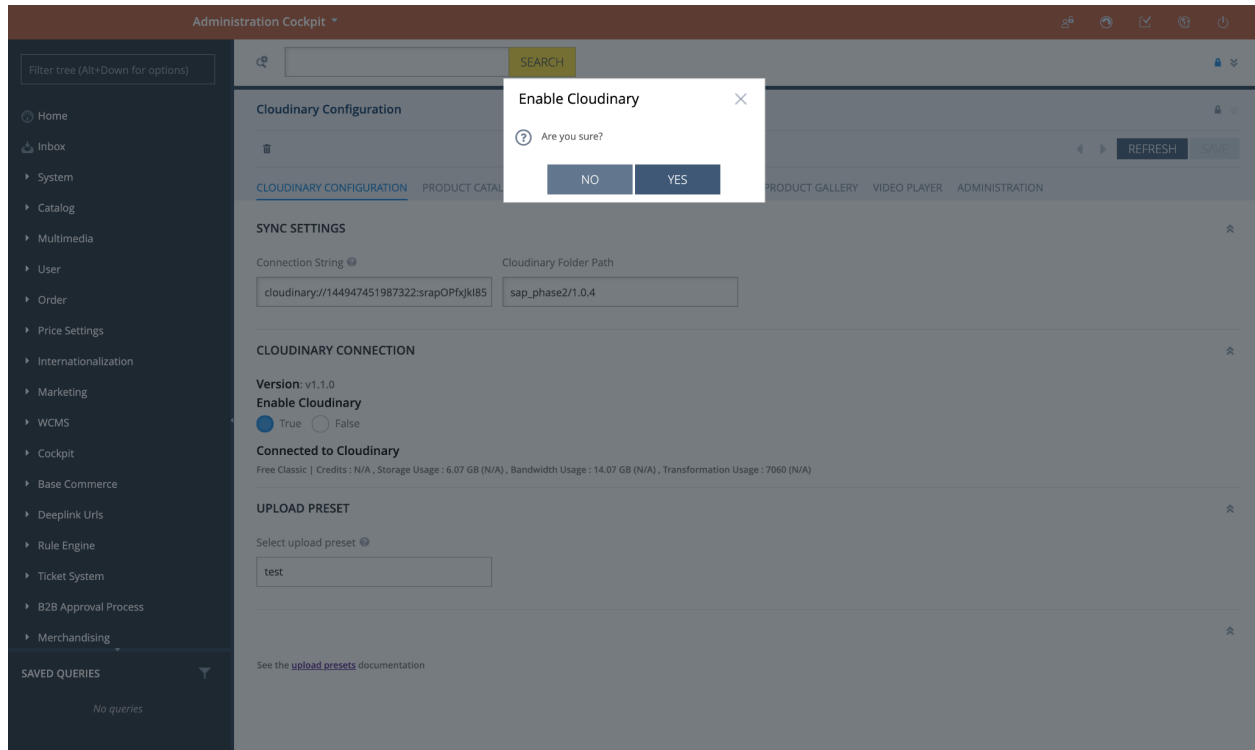 Administration Cockpit
Filter tree (Alt+Down for options)
SEARCH
Home
Inbox
System
Catalog
Multimedia
User
Order
Price Settings
Internationalization
Marketing
WCMS
Cockpit
Base Commerce
Deeplink Urls
Rule Engine
Ticket System
B2B Approval Process
Merchandising
SAVED QUERIES
No queries
Cloudinary Configuration
REFRESH
SAVE
CLOUDINARY CONFIGURATION PRODUCT CATAL PRODUCT GALLERY VIDEO PLAYER ADMINISTRATION
Enable Cloudinary
Are you sure?
NO YES
SYNC SETTINGS
Connection String Cloudinary Folder Path
cloudinary://144947451987322:srapOPfxJkl85 sap_phase2/1.0.4
CLOUDINARY CONNECTION
Version: v1.1.0
Enable Cloudinary
True False
Connected to Cloudinary
Free Classic | Credits : N/A , Storage Usage : 6.07 GB (N/A) , Bandwidth Usage : 14.07 GB (N/A) , Transformation Usage : 7060 (N/A)
UPLOAD PRESET
Select upload preset
test
See the upload presets documentation